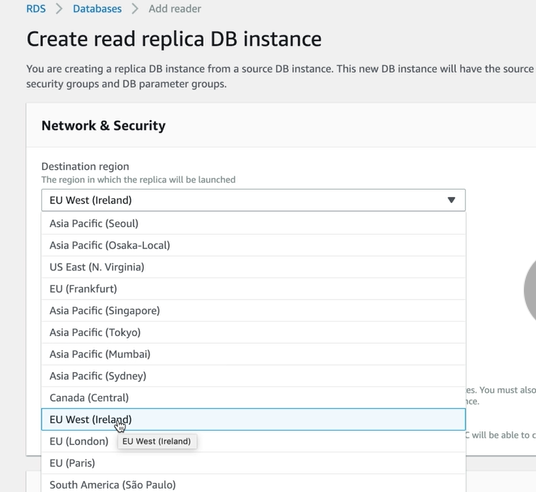 RDS > Databases > Add reader
Create read replica DB instance
You are creating a replica DB instance from a source DB instance. This new DB instance will have the source
security groups and DB parameter groups.
Network & Security
Destination region
The region in which the replica will be launched
EU West (Ireland)
Asia Pacific (Seoul)
Asia Pacific (Osaka-Local)
US East (N. Virginia)
EU (Frankfurt)
Asia Pacific (Singapore)
Asia Pacific (Tokyo)
Asia Pacific (Mumbai)
Asia Pacific (Sydney)
es. You must also
Canada (Central)
nce.
EU West (Ireland)
C will be able to c
EU (London)
EU West (Ireland)
EU (Paris)
South America (São Paulo)